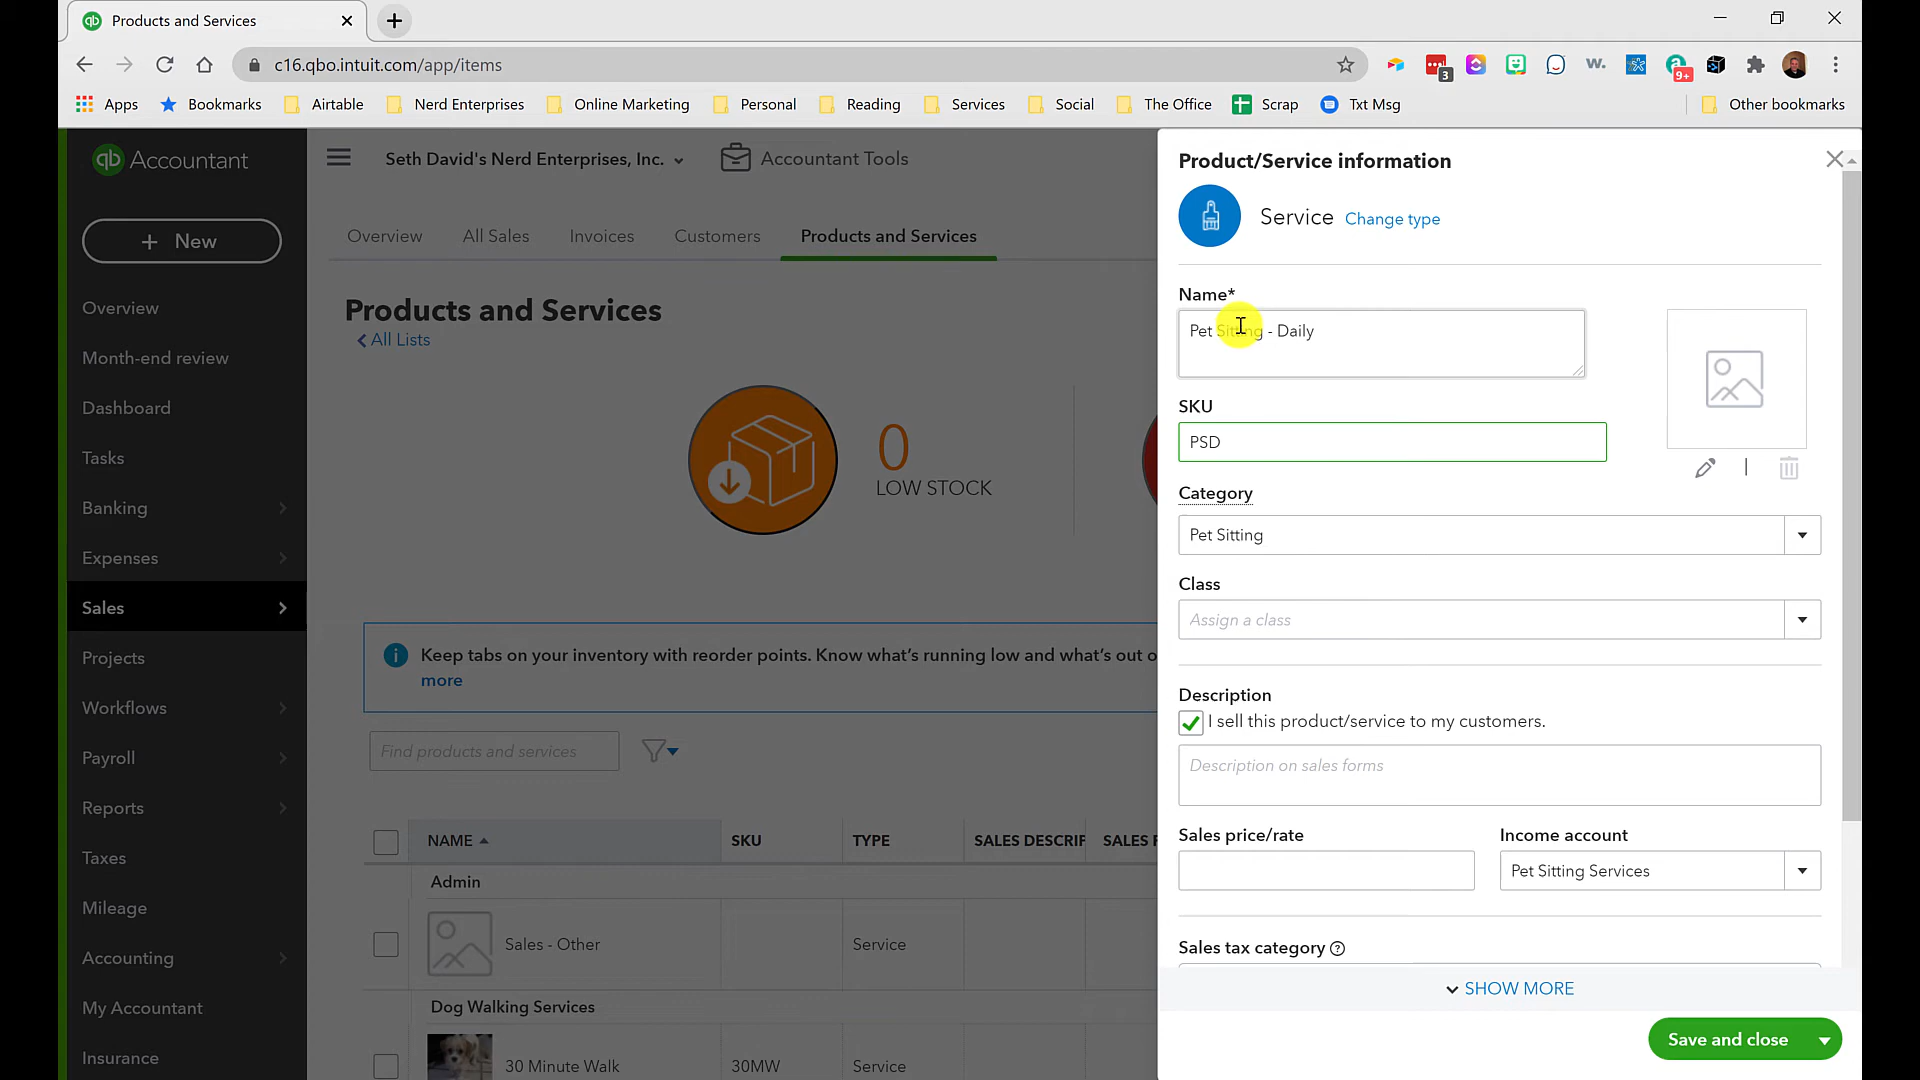 Products and Services
c16.qbo.intuit.com/app/items
3
w.
9+
Apps
Bookmarks
Airtable
Nerd Enterprises
Online Marketing
Personal
Reading
Services
Social
The Office
Scrap
Txt Msg
Other bookmarks
qb Accountant
Seth David's Nerd Enterprises, Inc.
Accountant Tools
+ New
Overview
Month-end review
Dashboard
Tasks
Banking
Expenses
Sales
Projects
Workflows
Payroll
Reports
Taxes
Mileage
Accounting
My Accountant
Insurance
Overview
All Sales
Invoices
Customers
Products and Services
Products and Services
All Lists
0
LOW STOCK
Keep tabs on your inventory with reorder points. Know what's running low and what's out o
more
Find products and services
NAME
SKU
TYPE
SALES DESCRIP
SALES P
Admin
Sales - Other
Service
Dog Walking Services
30 Minute Walk
30MW
Service
Product/Service information
Service
Change type
Name*
Pet Sitting - Daily
SKU
PSD
Category
Pet Sitting
Class
Assign a class
Description
I sell this product/service to my customers.
Description on sales forms
Sales price/rate
Income account
Pet Sitting Services
Sales tax category
SHOW MORE
Save and close